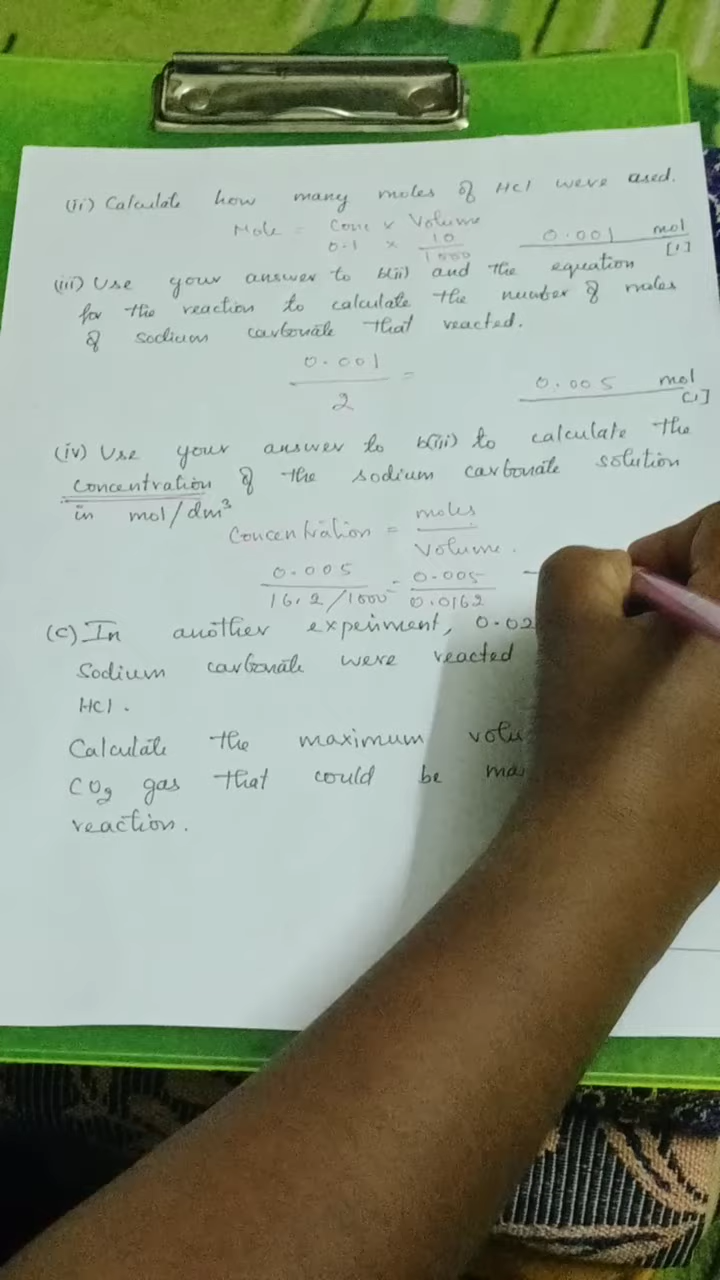 (ii) Calculate how many moles of HCl were used.
Mole = Conc x Volume
0.1 x 10/1000 0.001 mol
[1]
(iii) Use your answer to b(ii) and the equation
for the reaction to calculate the number of moles
of sodium carbonate that reacted.
0.001/2 = 0.005 mol
[1]
(iv) Use your answer to b(iii) to calculate the
concentration of the sodium carbonate solution
in mol/dm³
Concentration = moles/Volume.
0.005/16.2/1000 = 0.005/0.0162 =
(c) In another experiment, 0.02
Sodium carbonate were reacted
HCl.
Calculate the maximum
CO2 gas that could be
reaction.